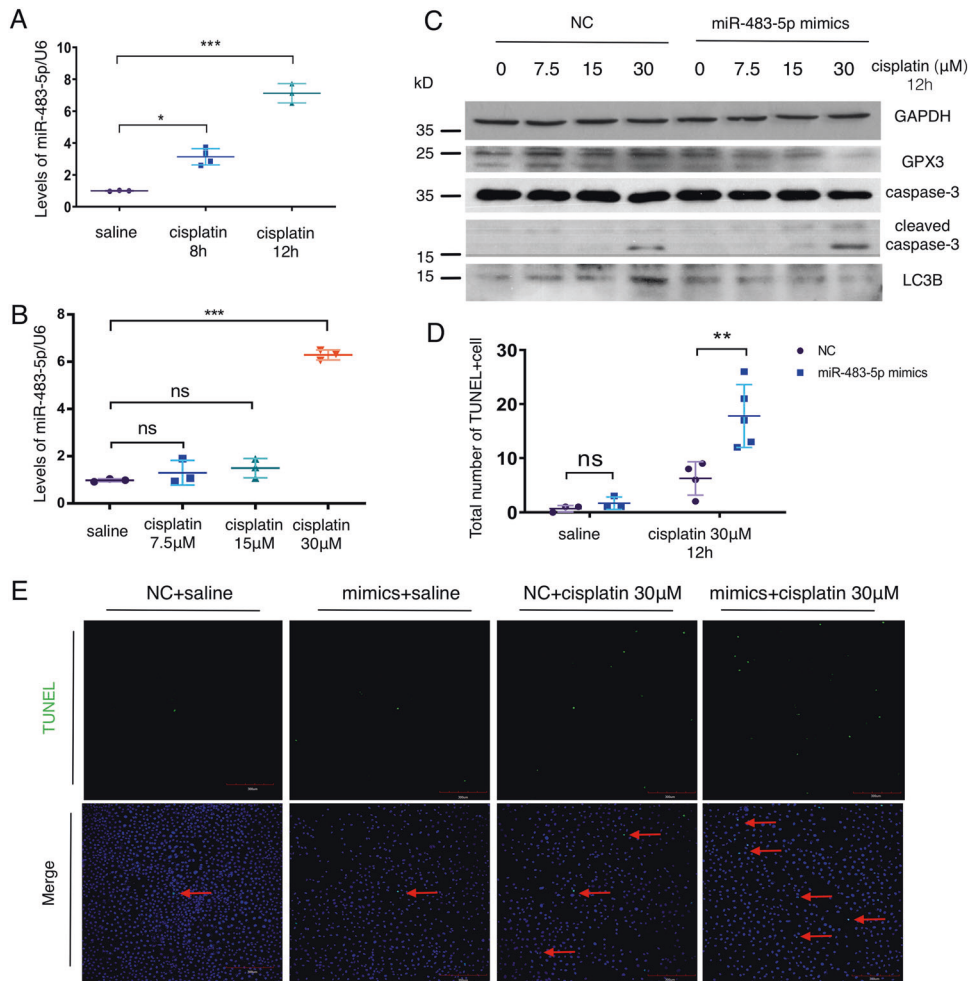 A
Levels of miR-483-5p/U6
10
8
6
4
2
0
***
*
saline
cisplatin
8h
cisplatin
12h
B
Levels of miR-483-5p/U6
8
6
4
2
0
***
ns
ns
saline
cisplatin
7.5µM
cisplatin
15µM
cisplatin
30µM
C
NC
miR-483-5p mimics
kD
0 7.5 15 30 0 7.5 15 30
cisplatin (µM)
12h
35
GAPDH
25
GPX3
35
caspase-3
cleaved
caspase-3
15
15
LC3B
D
Total number of TUNEL+cell
30
20
10
0
ns
**
NC
miR-483-5p mimics
saline
cisplatin 30µM
12h
E
NC+saline
mimics+saline
NC+cisplatin 30µM
mimics+cisplatin 30µM
TUNEL
Merge